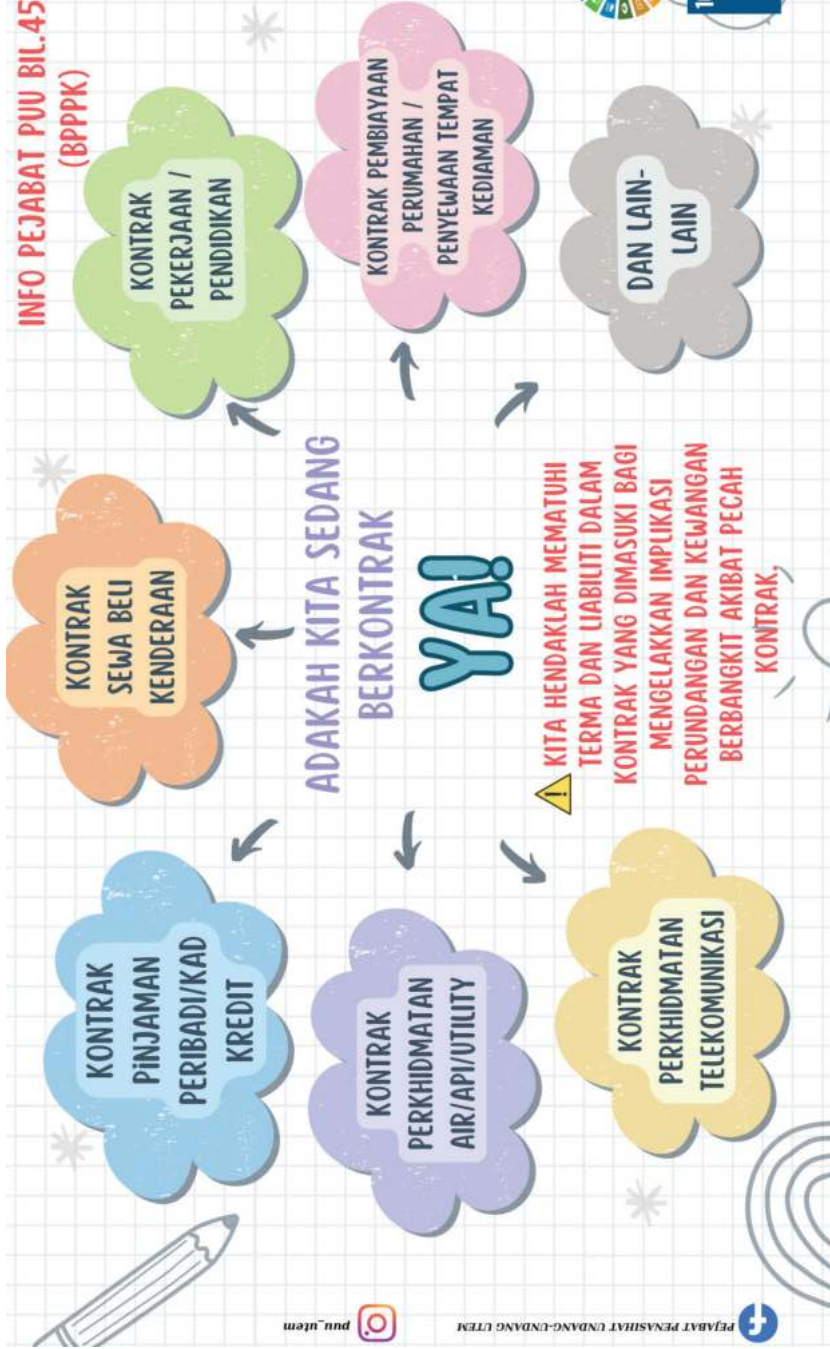 INFO PEJABAT PUU BIL.45
(BPPPK)
KONTRAK
PINJAMAN
PERIBADI/KAD
KREDIT
KONTRAK
SEWA BELI
KENDERAAN
KONTRAK
PEKERJAAN /
PENDIDIKAN
ADAKAH KITA SEDANG
BERKONTRAK
YA!
KONTRAK
PERKHIDMATAN
AIR/API/UTILITY
KONTRAK PEMBIAYAAN
PERUMAHAN /
PENYEWAAN TEMPAT
KEDIAMAN
KONTRAK
PERKHIDMATAN
TELEKOMUNIKASI
KITA HENDAKLAH MEMATUHI
TERMA DAN LIABILITI DALAM
KONTRAK YANG DIMASUKI BAGI
MENGELAKKAN IMPLIKASI
PERUNDANGAN DAN KEWANGAN
BERBANGKIT AKIBAT PECAH
KONTRAK.
DAN LAIN-
LAIN
puu_utem
PEJABAT PENASIHAT UNDANG-UNDANG UTEM